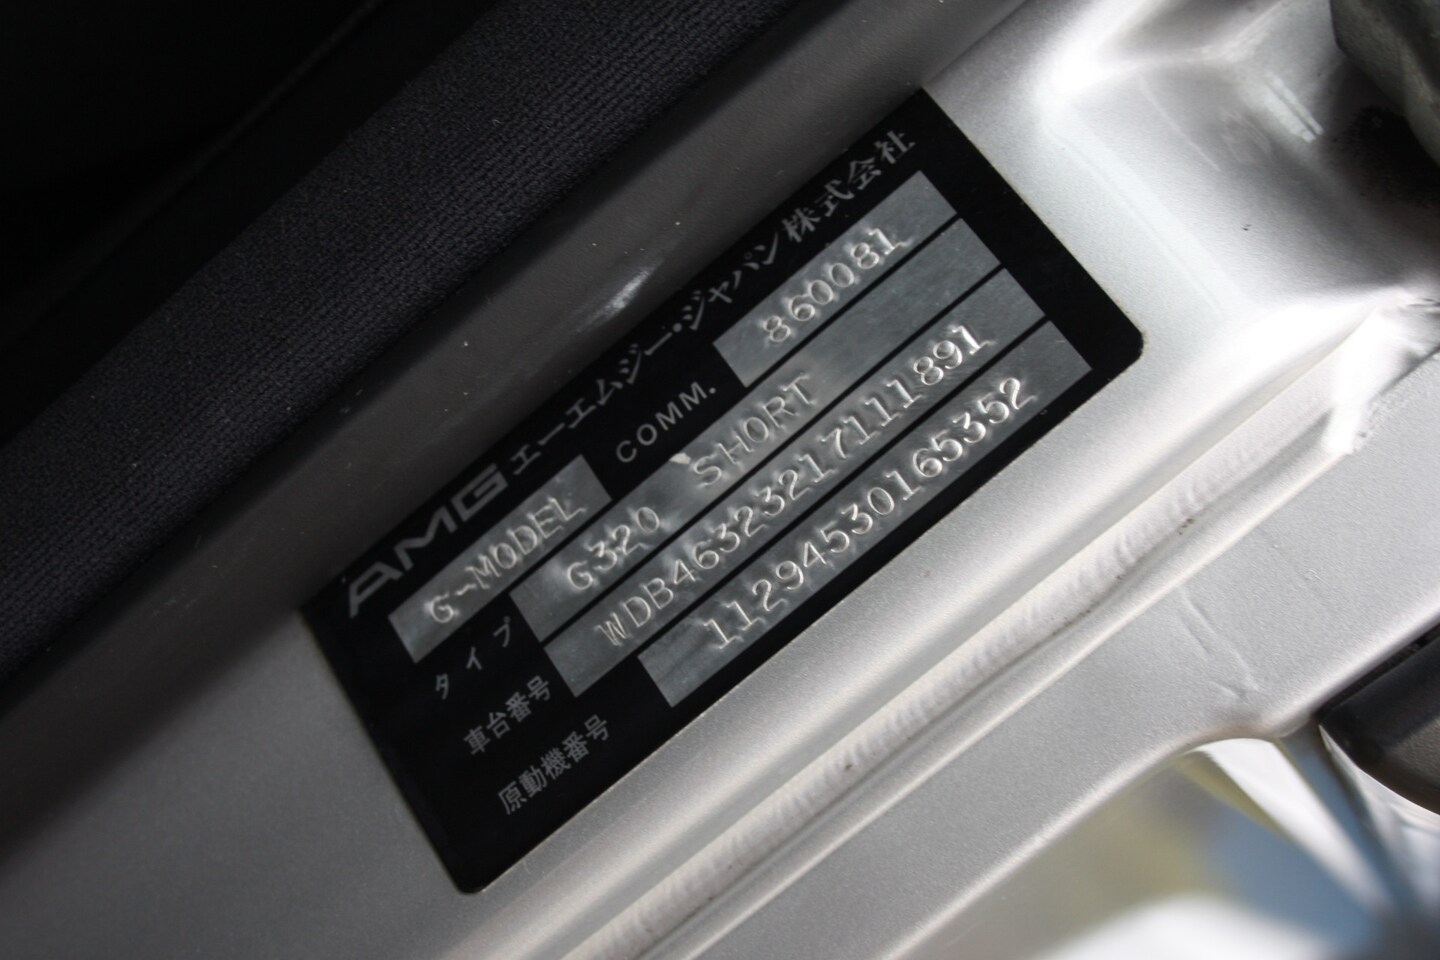 AMG エーエムジー・ジャパン株式会社
G-MODEL COMM. 860081
タイプ G320 SHORT
車台番号 WDB46323217111891
原動機番号 11294530165352